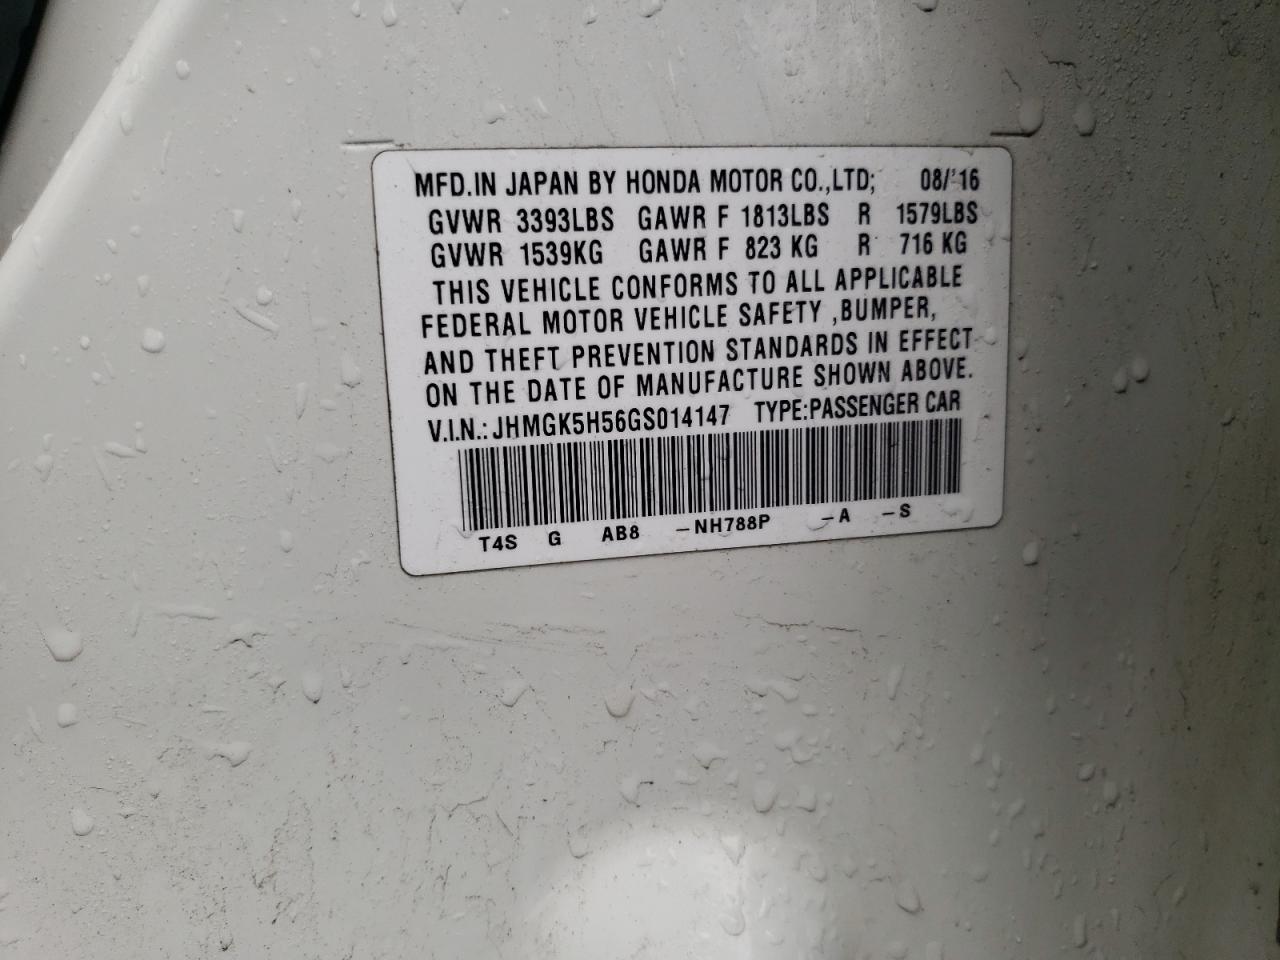 MFD.IN JAPAN BY HONDA MOTOR CO.,LTD; 08/'16
GVWR 3393LBS GAWR F 1813LBS R 1579LBS
GVWR 1539KG GAWR F 823 KG R 716 KG
THIS VEHICLE CONFORMS TO ALL APPLICABLE
FEDERAL MOTOR VEHICLE SAFETY ,BUMPER,
AND THEFT PREVENTION STANDARDS IN EFFECT
ON THE DATE OF MANUFACTURE SHOWN ABOVE.
V.I.N.: JHMGK5H56GS014147 TYPE:PASSENGER CAR
T4S G AB8 -NH788P -A -S